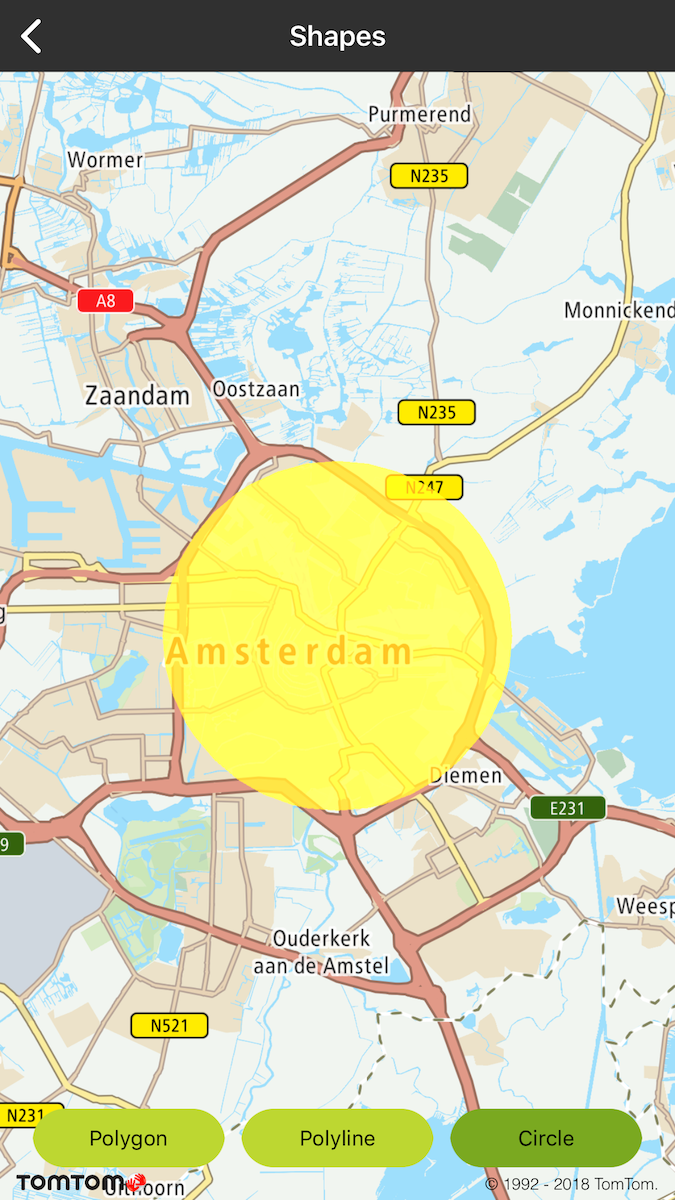 Shapes
Purmerend
Wormer
N235
A8
Monnickend
Zaandam
Oostzaan
N235
N247
g
Amsterdam
Diemen
E231
9
Weesp
Ouderkerk
aan de Amstel
N521
N231
Polygon
Polyline
Circle
TOMTOM
Uithoorn
© 1992 - 2018 TomTom.